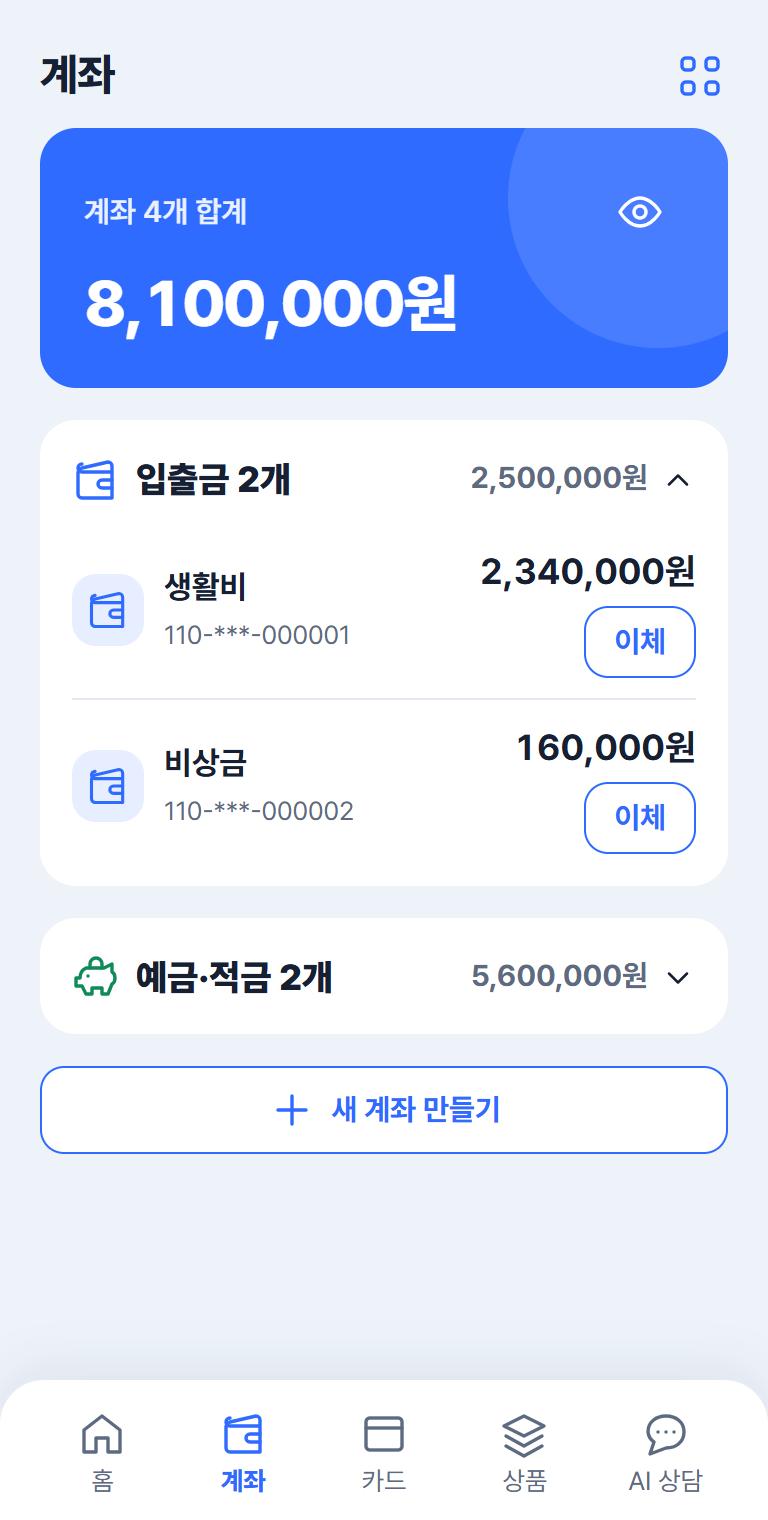 계좌
계좌 4개 합계
8,100,000원
입출금 2개 2,500,000원
생활비 2,340,000원
110-***-000001 이체
비상금 160,000원
110-***-000002 이체
예금·적금 2개 5,600,000원
새 계좌 만들기
홈 계좌 카드 상품 AI 상담